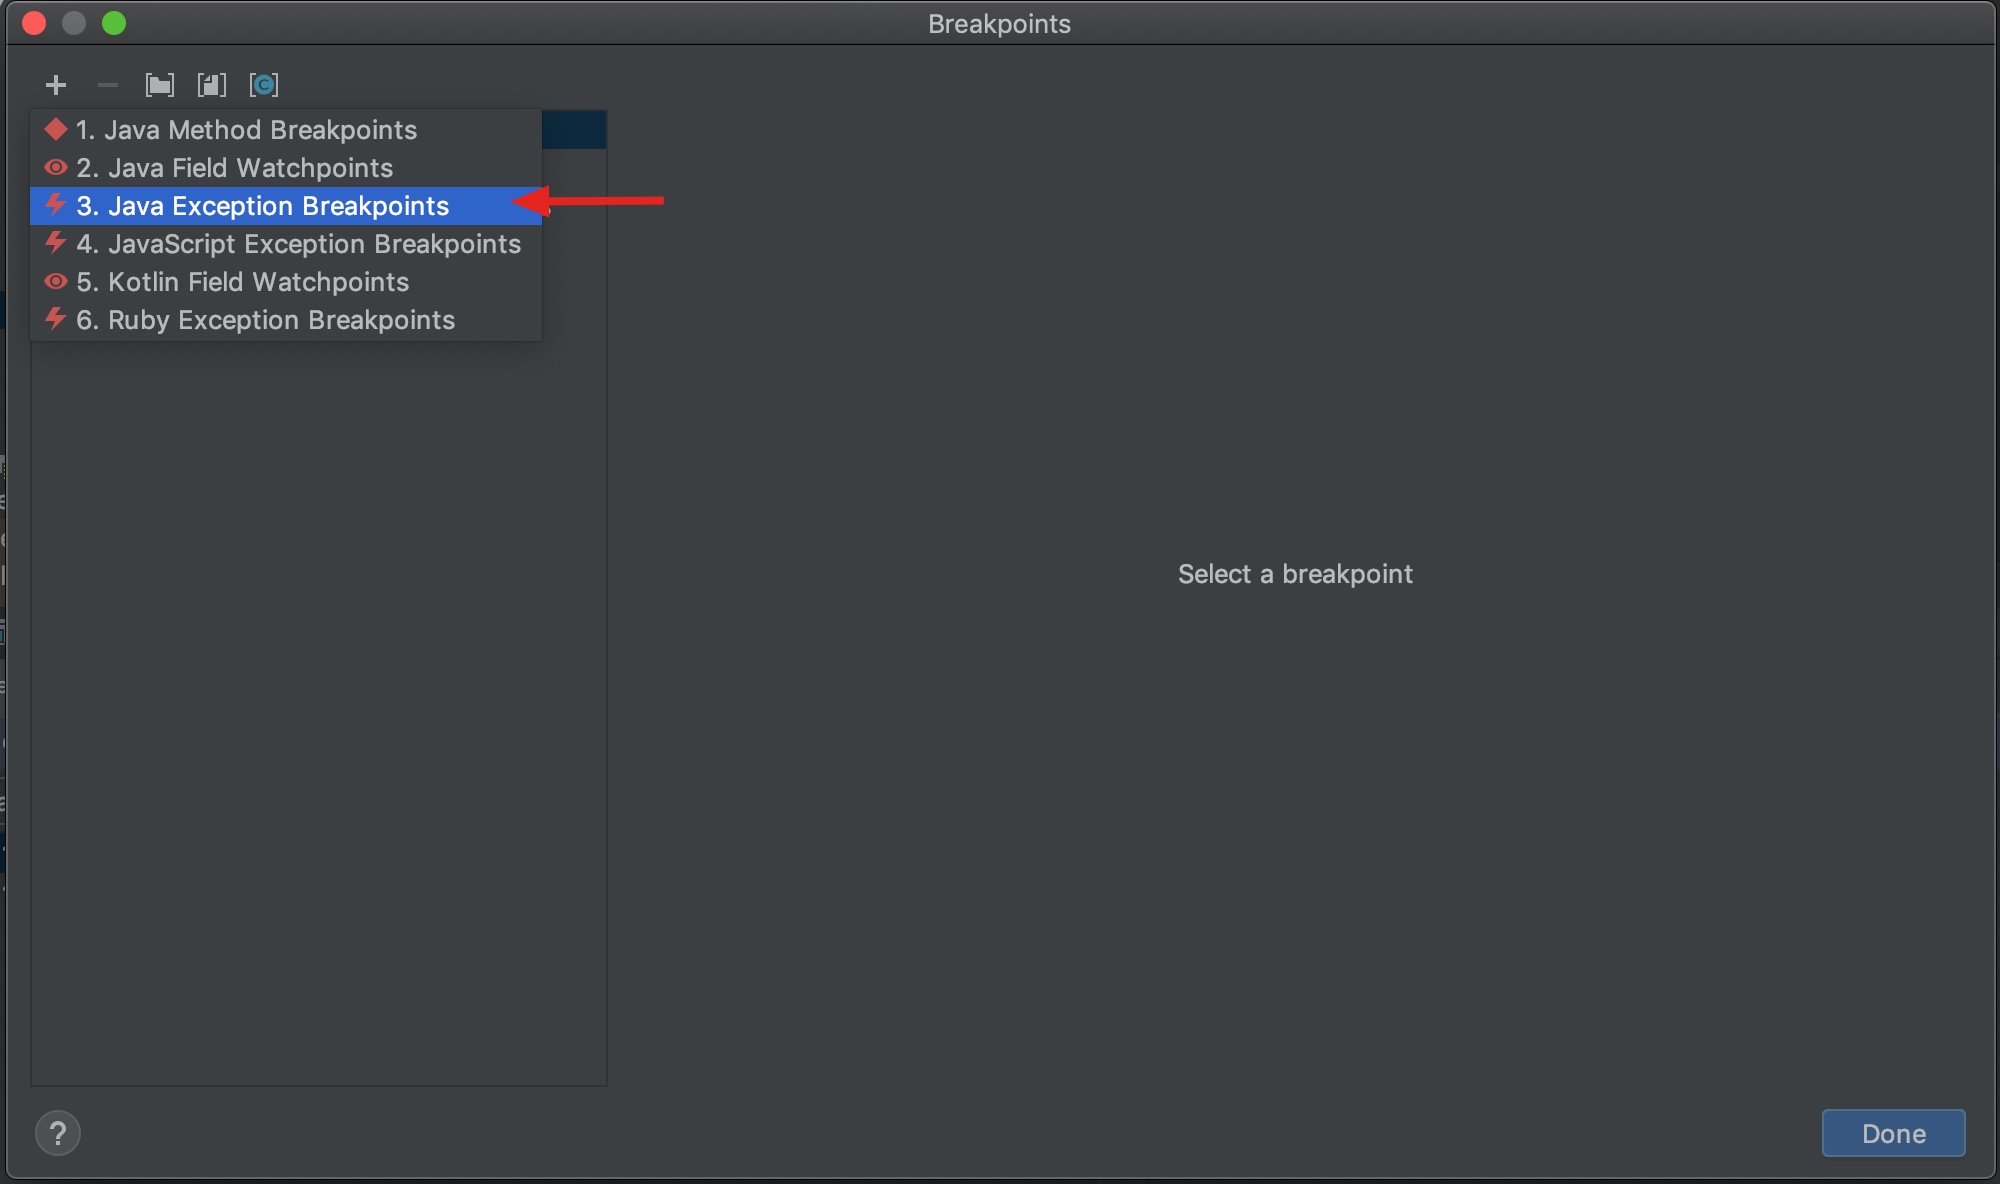 Breakpoints
1. Java Method Breakpoints
2. Java Field Watchpoints
3. Java Exception Breakpoints
4. JavaScript Exception Breakpoints
5. Kotlin Field Watchpoints
6. Ruby Exception Breakpoints
Select a breakpoint
?
Done